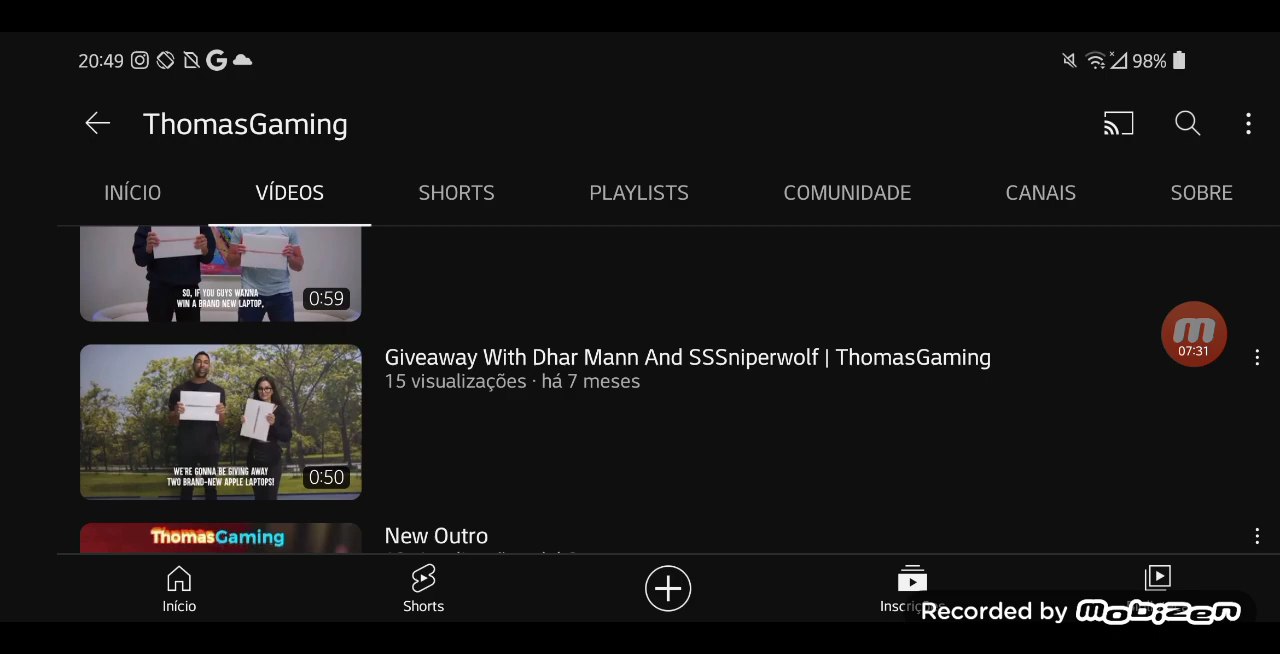 20:49
98%
ThomasGaming
INÍCIO
VÍDEOS
SHORTS
PLAYLISTS
COMUNIDADE
CANAIS
SOBRE
SO, IF YOU GUYS WANNA
WIN A BRAND NEW LAPTOP,
0:59
07:31
Giveaway With Dhar Mann And SSSniperwolf | ThomasGaming
15 visualizações · há 7 meses
WE'RE GONNA BE GIVING AWAY
TWO BRAND-NEW APPLE LAPTOPS!
0:50
ThomasGaming
New Outro
Início
Shorts
Recorded by mobizen